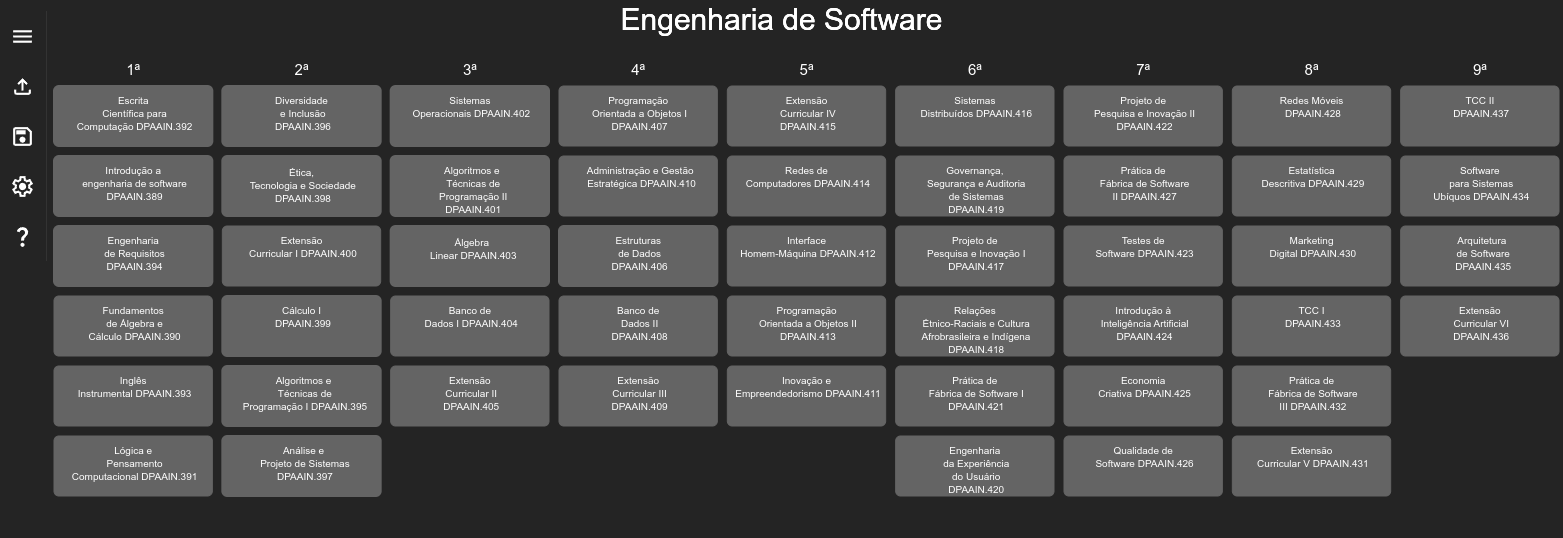 Engenharia de Software
1ª
2ª
3ª
4ª
5ª
6ª
7ª
8ª
9ª
Escrita
Científica para
Computação DPAAIN.392
Introdução a
engenharia de software
DPAAIN.389
Engenharia
de Requisitos
DPAAIN.394
Fundamentos
de Álgebra e
Cálculo DPAAIN.390
Inglês
Instrumental DPAAIN.393
Lógica e
Pensamento
Computacional DPAAIN.391
Diversidade
e Inclusão
DPAAIN.396
Ética,
Tecnologia e Sociedade
DPAAIN.398
Extensão
Curricular I DPAAIN.400
Cálculo I
DPAAIN.399
Algoritmos e
Técnicas de
Programação I DPAAIN.395
Análise e
Projeto de Sistemas
DPAAIN.397
Sistemas
Operacionais DPAAIN.402
Algoritmos e
Técnicas de
Programação II
DPAAIN.401
Álgebra
Linear DPAAIN.403
Banco de
Dados I DPAAIN.404
Extensão
Curricular II
DPAAIN.405
Programação
Orientada a Objetos I
DPAAIN.407
Administração e Gestão
Estratégica DPAAIN.410
Estruturas
de Dados
DPAAIN.406
Banco de
Dados II
DPAAIN.408
Extensão
Curricular III
DPAAIN.409
Extensão
Curricular IV
DPAAIN.415
Redes de
Computadores DPAAIN.414
Interface
Homem-Máquina DPAAIN.412
Programação
Orientada a Objetos II
DPAAIN.413
Inovação e
Empreendedorismo DPAAIN.411
Sistemas
Distribuídos DPAAIN.416
Governança,
Segurança e Auditoria
de Sistemas
DPAAIN.419
Projeto de
Pesquisa e Inovação I
DPAAIN.417
Relações
Étnico-Raciais e Cultura
Afrobrasileira e Indígena
DPAAIN.418
Prática de
Fábrica de Software I
DPAAIN.421
Engenharia
da Experiência
do Usuário
DPAAIN.420
Projeto de
Pesquisa e Inovação II
DPAAIN.422
Prática de
Fábrica de Software
II DPAAIN.427
Testes de
Software DPAAIN.423
Introdução à
Inteligência Artificial
DPAAIN.424
Economia
Criativa DPAAIN.425
Qualidade de
Software DPAAIN.426
Redes Móveis
DPAAIN.428
Estatística
Descritiva DPAAIN.429
Marketing
Digital DPAAIN.430
TCC I
DPAAIN.433
Prática de
Fábrica de Software
III DPAAIN.432
Extensão
Curricular V DPAAIN.431
TCC II
DPAAIN.437
Software
para Sistemas
Ubíquos DPAAIN.434
Arquitetura
de Software
DPAAIN.435
Extensão
Curricular VI
DPAAIN.436